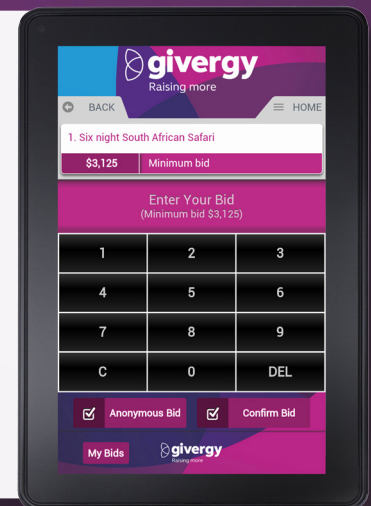 givergy
Raising more
BACK
HOME
1. Six night South African Safari
$3,125 Minimum bid
Enter Your Bid
(Minimum bid $3,125)
1 2 3
4 5 6
7 8 9
C 0 DEL
Anonymous Bid Confirm Bid
My Bids givergy
Raising more